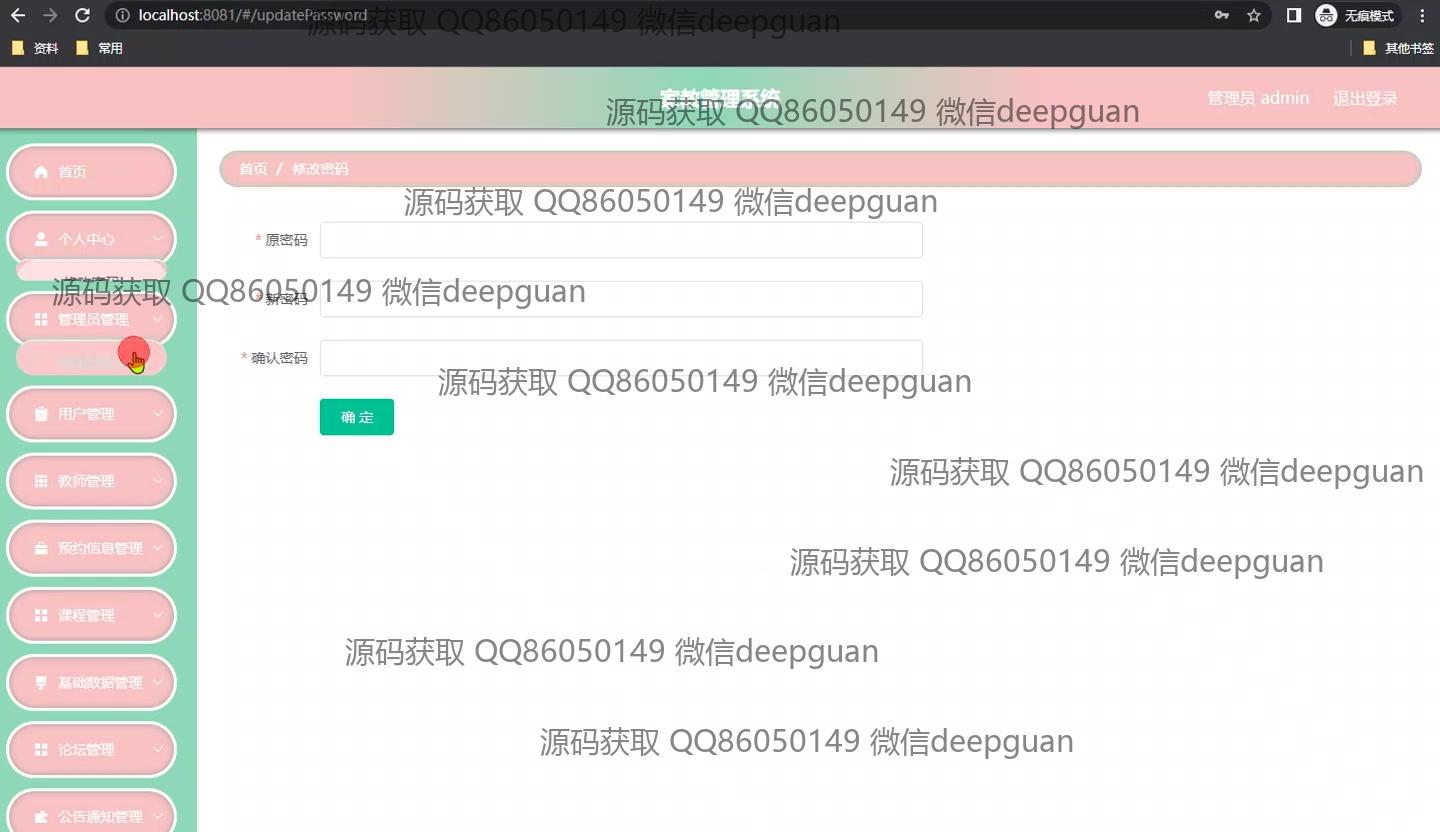 localhost:8081/#/updatePassword
无痕模式
源码获取 QQ86050149 微信deepguan
资料
常用
其他书签
家教管理系统
管理员 admin
退出登录
源码获取 QQ86050149 微信deepguan
首页
首页 / 修改密码
源码获取 QQ86050149 微信deepguan
个人中心
* 原密码
修改密码
源码获取 QQ86050149 微信deepguan
* 新密码
管理员管理
* 确认密码
源码获取 QQ86050149 微信deepguan
用户管理
确 定
源码获取 QQ86050149 微信deepguan
教师管理
预约信息管理
源码获取 QQ86050149 微信deepguan
课程管理
源码获取 QQ86050149 微信deepguan
基础数据管理
论坛管理
源码获取 QQ86050149 微信deepguan
公告通知管理